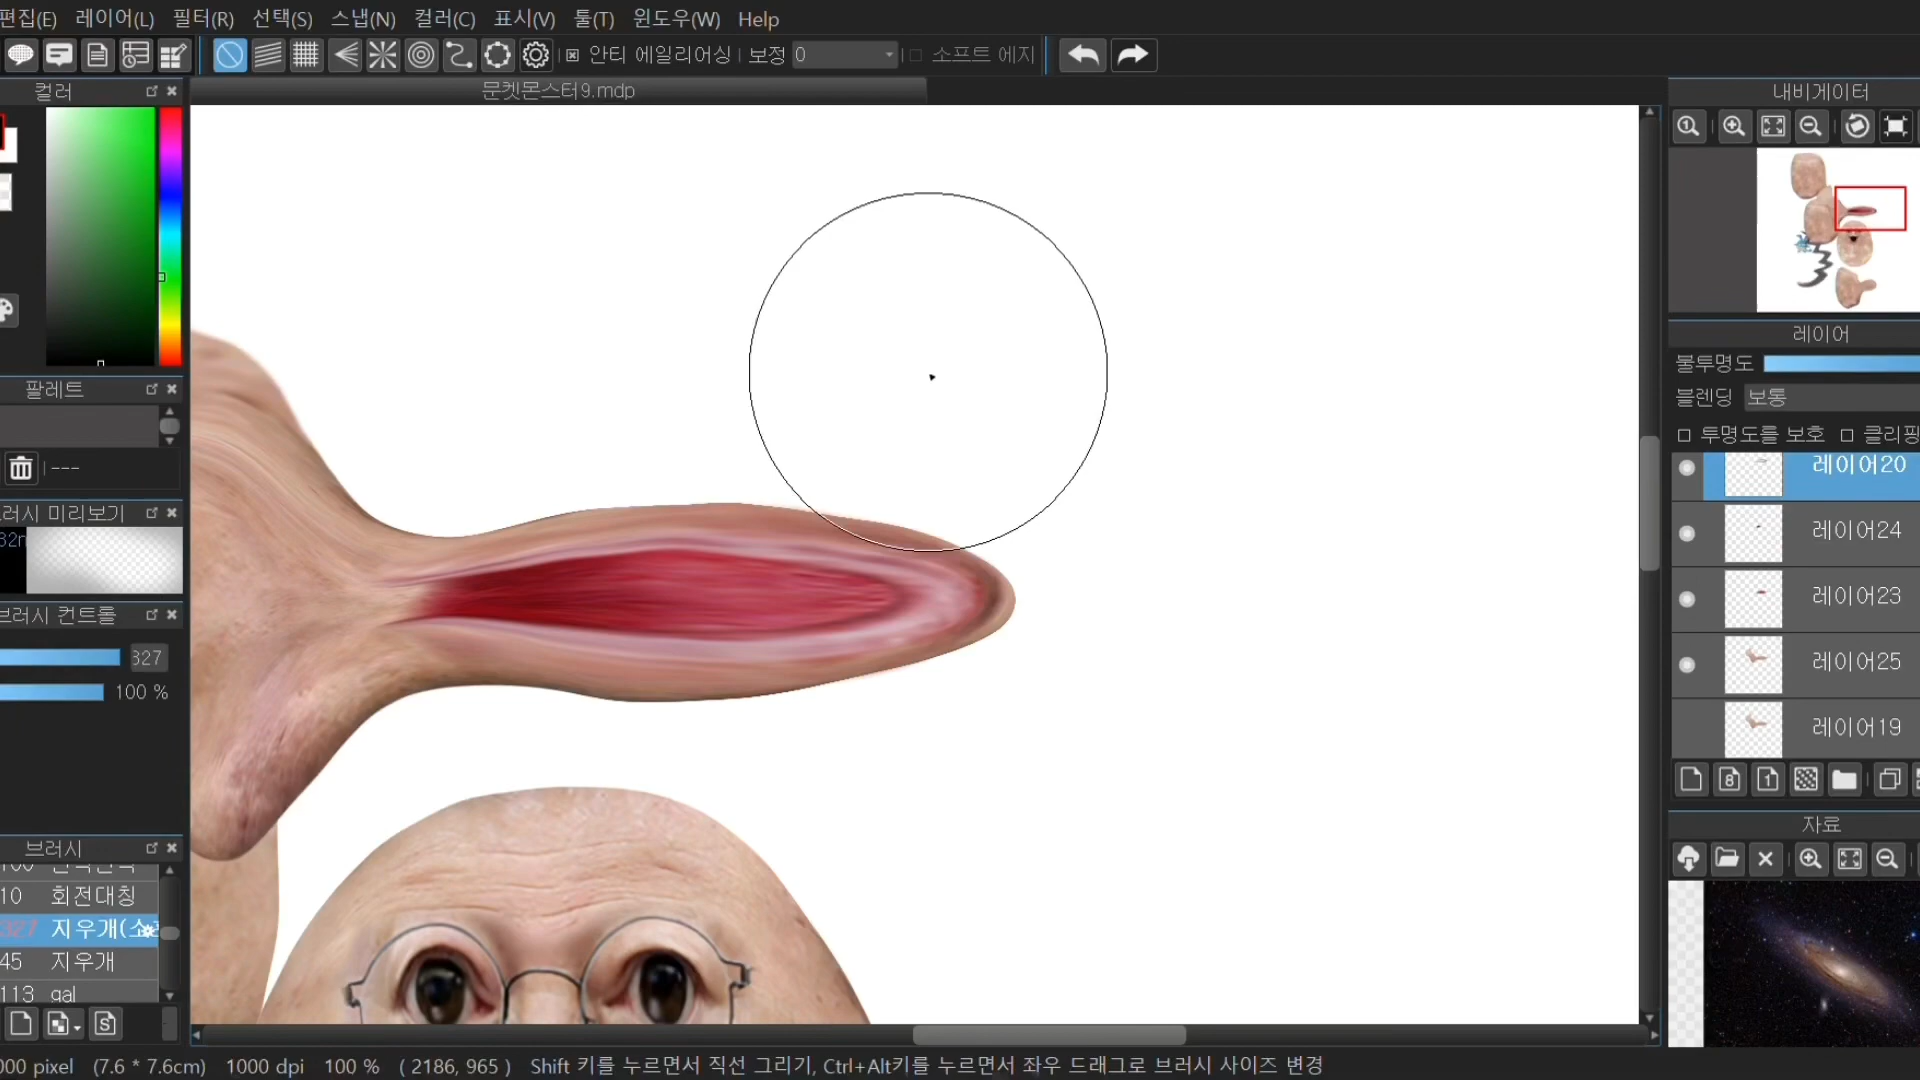 편집(E) 레이어(L) 필터(R) 선택(S) 스냅(N) 컬러(C) 표시(V) 툴(T) 윈도우(W) Help
안티 에일리어싱 보정 0 소프트 에지
컬러
문켓몬스터9.mdp
내비게이터
레이어
불투명도
블렌딩 보통
투명도를 보호 클리핑
팔레트
---
러시 미리보기
브러시 컨트롤
327
100 %
레이어20
레이어24
레이어23
레이어25
레이어19
자료
브러시
10 회전대칭
327 지우개(소
45 지우개
113 gal
000 pixel (7.6 * 7.6cm) 1000 dpi 100 % ( 2186, 965 ) Shift 키를 누르면서 직선 그리기, Ctrl+Alt키를 누르면서 좌우 드래그로 브러시 사이즈 변경